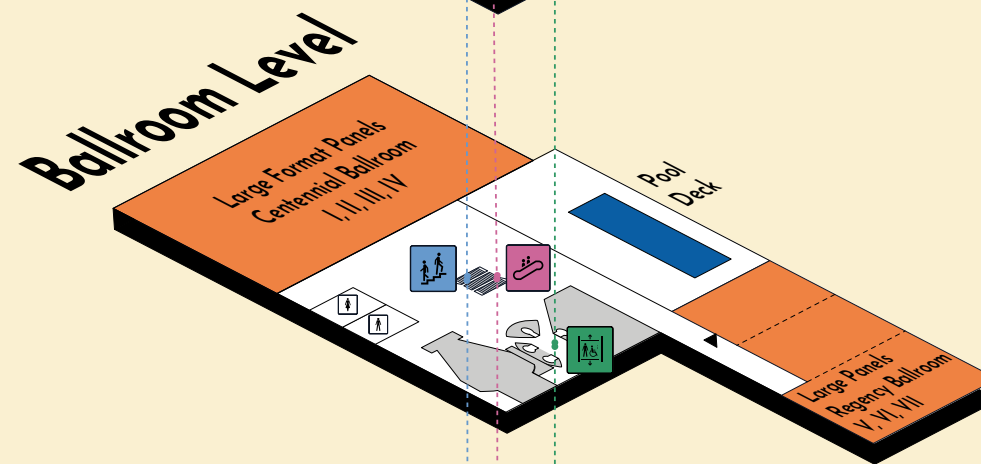 Ballroom Level
Large Format Panels
Centennial Ballroom
I, II, III, IV
Pool
Deck
Large Panels
Regency Ballroom
V, VI, VII